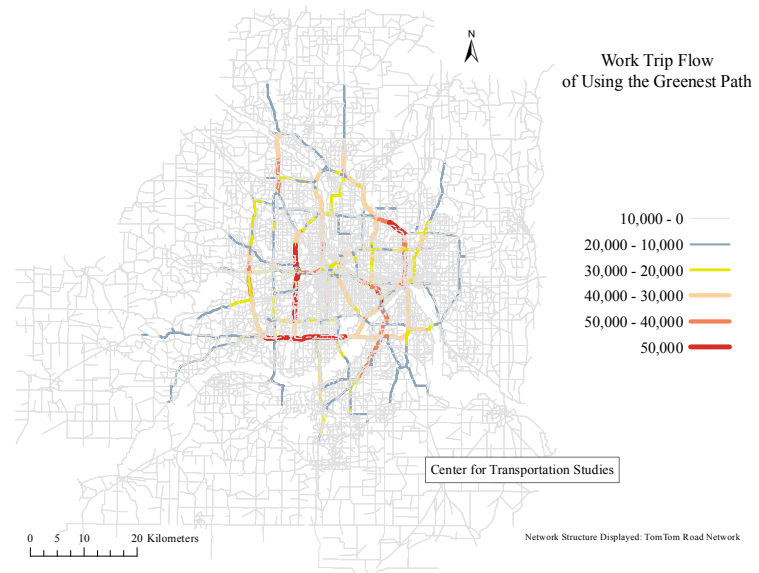 N
Work Trip Flow
of Using the Greenest Path
10,000 - 0
20,000 - 10,000
30,000 - 20,000
40,000 - 30,000
50,000 - 40,000
50,000
Center for Transportation Studies
0 5 10 20 Kilometers
Network Structure Displayed: TomTom Road Network